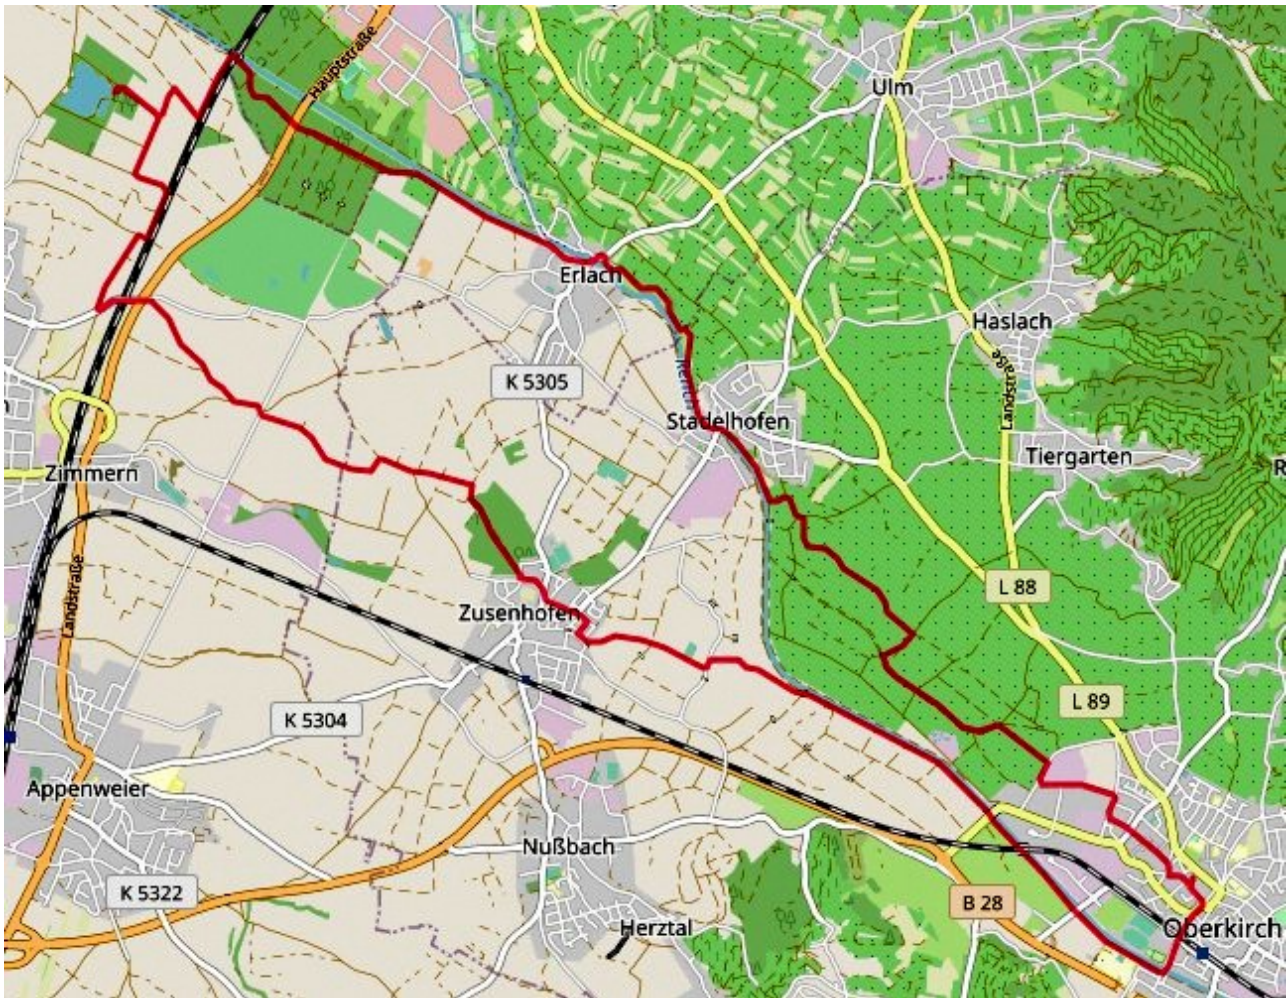 Hauptstraße
Ulm
Erlach
Haslach
K 5305
Landstraße
Stadelhofen
Tiergarten
Zimmern
Landstraße
L 88
Zusenhofen
L 89
K 5304
Appenweier
Nußbach
K 5322
B 28
Herztal
Oberkirch